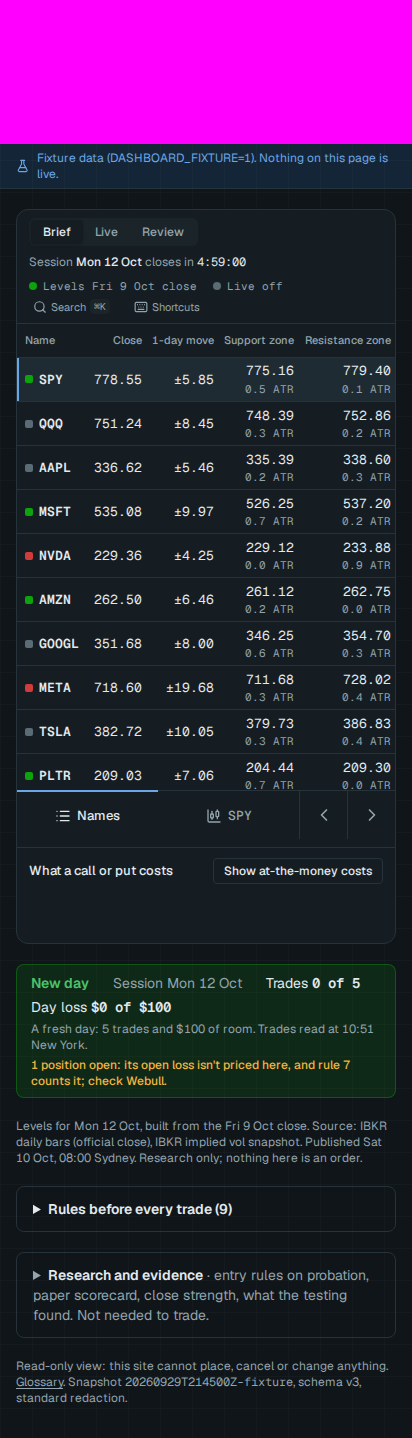 Fixture data (DASHBOARD_FIXTURE=1). Nothing on this page is
live.
Brief Live Review
Session Mon 12 Oct closes in 4:59:00
Levels Fri 9 Oct close Live off
Search ⌘K Shortcuts
Name Close 1-day move Support zone Resistance zone
SPY 778.55 ±5.85 775.16 779.40
0.5 ATR 0.1 ATR
QQQ 751.24 ±8.45 748.39 752.86
0.3 ATR 0.2 ATR
AAPL 336.62 ±5.46 335.39 338.60
0.2 ATR 0.3 ATR
MSFT 535.08 ±9.97 526.25 537.20
0.7 ATR 0.2 ATR
NVDA 229.36 ±4.25 229.12 233.88
0.0 ATR 0.9 ATR
AMZN 262.50 ±6.46 261.12 262.75
0.2 ATR 0.0 ATR
GOOGL 351.68 ±8.00 346.25 354.70
0.6 ATR 0.3 ATR
META 718.60 ±19.68 711.68 728.02
0.3 ATR 0.4 ATR
TSLA 382.72 ±10.05 379.73 386.83
0.3 ATR 0.4 ATR
PLTR 209.03 ±7.06 204.44 209.30
0.7 ATR 0.0 ATR
Names SPY
What a call or put costs Show at-the-money costs
New day Session Mon 12 Oct Trades 0 of 5
Day loss $0 of $100
A fresh day: 5 trades and $100 of room. Trades read at 10:51
New York.
1 position open: its open loss isn't priced here, and rule 7
counts it; check Webull.
Levels for Mon 12 Oct, built from the Fri 9 Oct close. Source: IBKR
daily bars (official close), IBKR implied vol snapshot. Published Sat
10 Oct, 08:00 Sydney. Research only; nothing here is an order.
Rules before every trade (9)
Research and evidence · entry rules on probation,
paper scorecard, close strength, what the testing
found. Not needed to trade.
Read-only view: this site cannot place, cancel or change anything.
Glossary. Snapshot 20260929T214500Z-fixture, schema v3,
standard redaction.